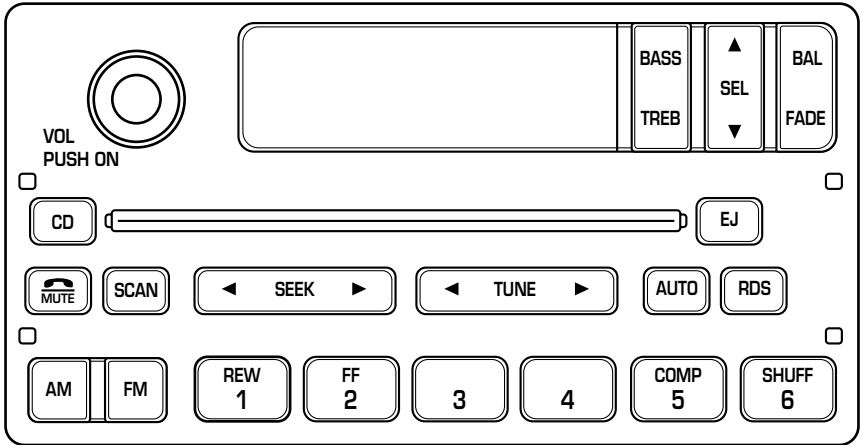 BASS ▲ BAL
SEL
TREB ▼ FADE
VOL
PUSH ON
CD EJ
MUTE SCAN ◄ SEEK ► ◄ TUNE ► AUTO RDS
AM FM
REW FF COMP SHUFF
1 2 3 4 5 6